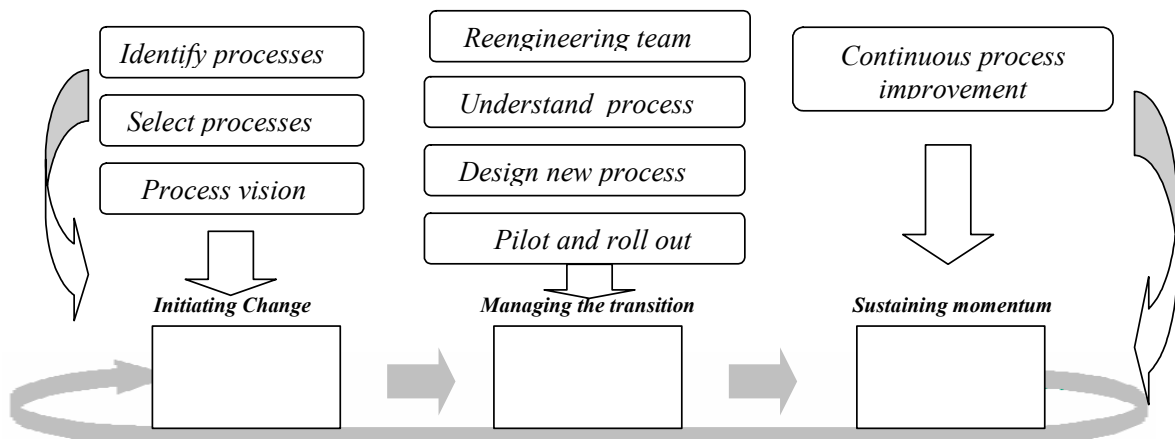 Identify processes
Select processes
Process vision
Initiating Change
Reengineering team
Understand process
Design new process
Pilot and roll out
Managing the transition
Continuous process
improvement
Sustaining momentum